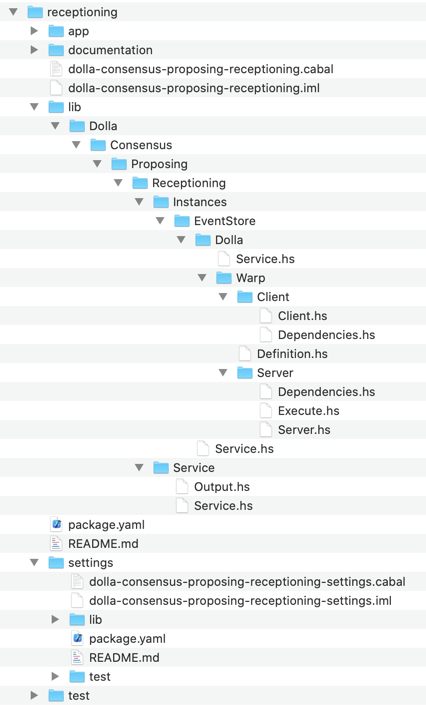 receptioning
app
documentation
dolla-consensus-proposing-receptioning.cabal
dolla-consensus-proposing-receptioning.iml
lib
Dolla
Consensus
Proposing
Receptioning
Instances
EventStore
Dolla
Service.hs
Warp
Client
Client.hs
Dependencies.hs
Definition.hs
Server
Dependencies.hs
Execute.hs
Server.hs
Service.hs
Service
Output.hs
Service.hs
package.yaml
README.md
settings
dolla-consensus-proposing-receptioning-settings.cabal
dolla-consensus-proposing-receptioning-settings.iml
lib
package.yaml
README.md
test
test